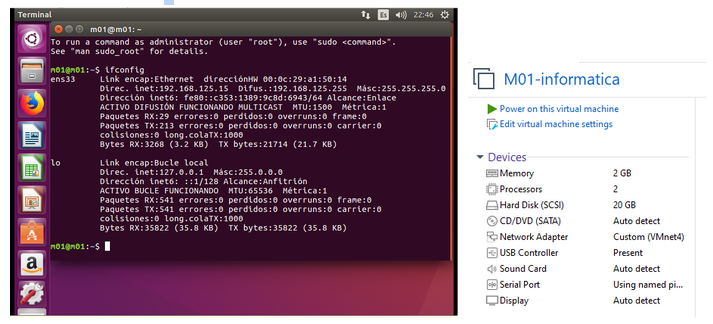 Terminal
Es
22:46
m01@m01: ~
To run a command as administrator (user "root"), use "sudo <command>".
See "man sudo_root" for details.
m01@m01:~$ ifconfig
ens33 Link encap:Ethernet direcciónHW 00:0c:29:a1:50:14
Direc. inet:192.168.125.15 Difus.:192.168.125.255 Másc:255.255.255.0
Dirección inet6: fe80::c353:1389:9c8d:6943/64 Alcance:Enlace
ACTIVO DIFUSIÓN FUNCIONANDO MULTICAST MTU:1500 Métrica:1
Paquetes RX:29 errores:0 perdidos:0 overruns:0 frame:0
Paquetes TX:213 errores:0 perdidos:0 overruns:0 carrier:0
colisiones:0 long.colaTX:1000
Bytes RX:3268 (3.2 KB) TX bytes:21714 (21.7 KB)
lo Link encap:Bucle local
Direc. inet:127.0.0.1 Másc:255.0.0.0
Dirección inet6: ::1/128 Alcance:Anfitrión
ACTIVO BUCLE FUNCIONANDO MTU:65536 Métrica:1
Paquetes RX:541 errores:0 perdidos:0 overruns:0 frame:0
Paquetes TX:541 errores:0 perdidos:0 overruns:0 carrier:0
colisiones:0 long.colaTX:1000
Bytes RX:35822 (35.8 KB) TX bytes:35822 (35.8 KB)
m01@m01:~$
M01-informatica
Power on this virtual machine
Edit virtual machine settings
Devices
Memory 2 GB
Processors 2
Hard Disk (SCSI) 20 GB
CD/DVD (SATA) Auto detect
Network Adapter Custom (VMnet4)
USB Controller Present
Sound Card Auto detect
Serial Port Using named pi...
Display Auto detect